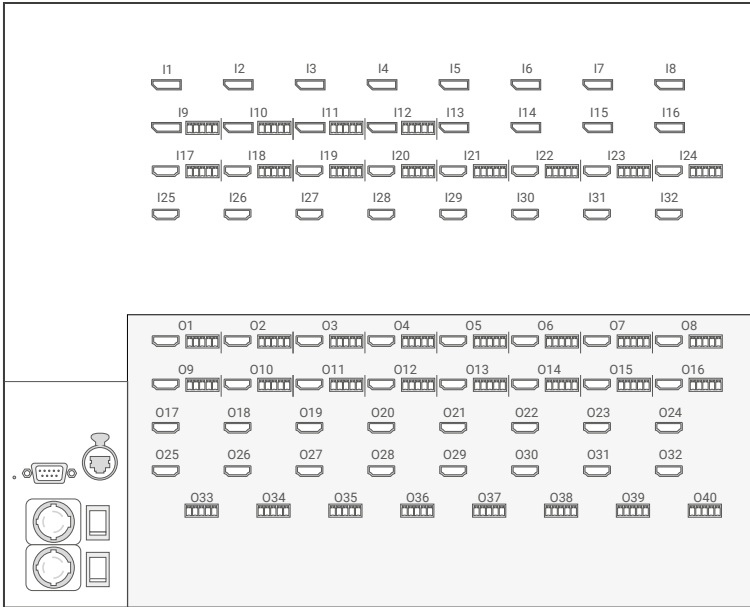 I1 I2 I3 I4 I5 I6 I7 I8
I9 I10 I11 I12 I13 I14 I15 I16
I17 I18 I19 I20 I21 I22 I23 I24
I25 I26 I27 I28 I29 I30 I31 I32
O1 O2 O3 O4 O5 O6 O7 O8
O9 O10 O11 O12 O13 O14 O15 O16
O17 O18 O19 O20 O21 O22 O23 O24
O25 O26 O27 O28 O29 O30 O31 O32
O33 O34 O35 O36 O37 O38 O39 O40